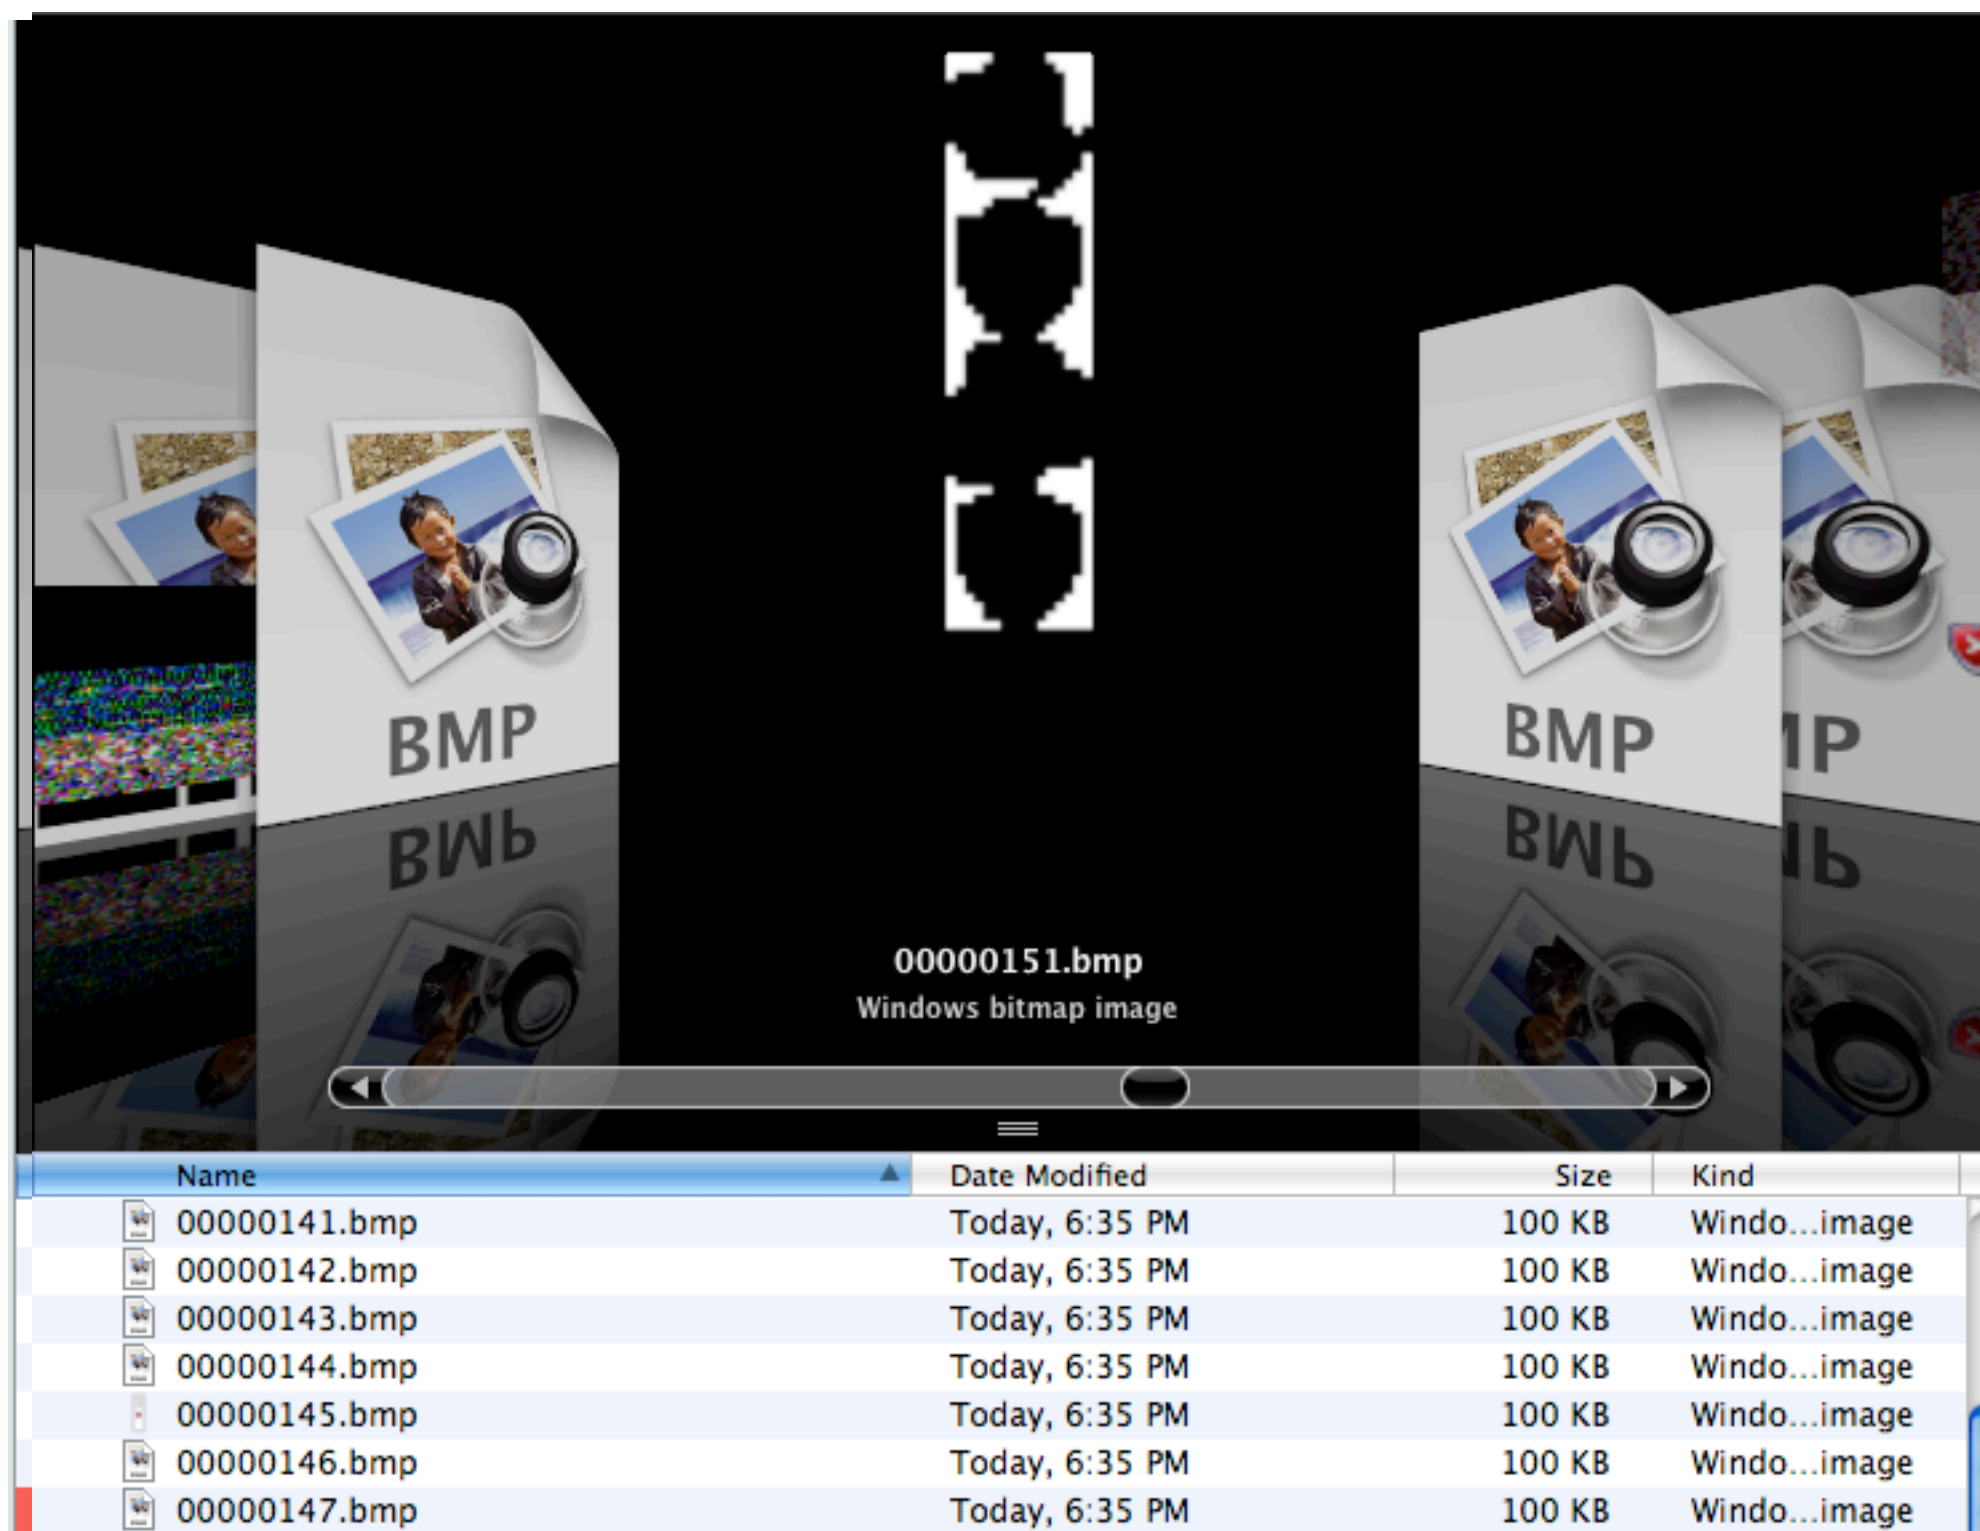 BMP
BMP
MP
00000151.bmp
Windows bitmap image
Name Date Modified Size Kind
00000141.bmp Today, 6:35 PM 100 KB Windo...image
00000142.bmp Today, 6:35 PM 100 KB Windo...image
00000143.bmp Today, 6:35 PM 100 KB Windo...image
00000144.bmp Today, 6:35 PM 100 KB Windo...image
00000145.bmp Today, 6:35 PM 100 KB Windo...image
00000146.bmp Today, 6:35 PM 100 KB Windo...image
00000147.bmp Today, 6:35 PM 100 KB Windo...image